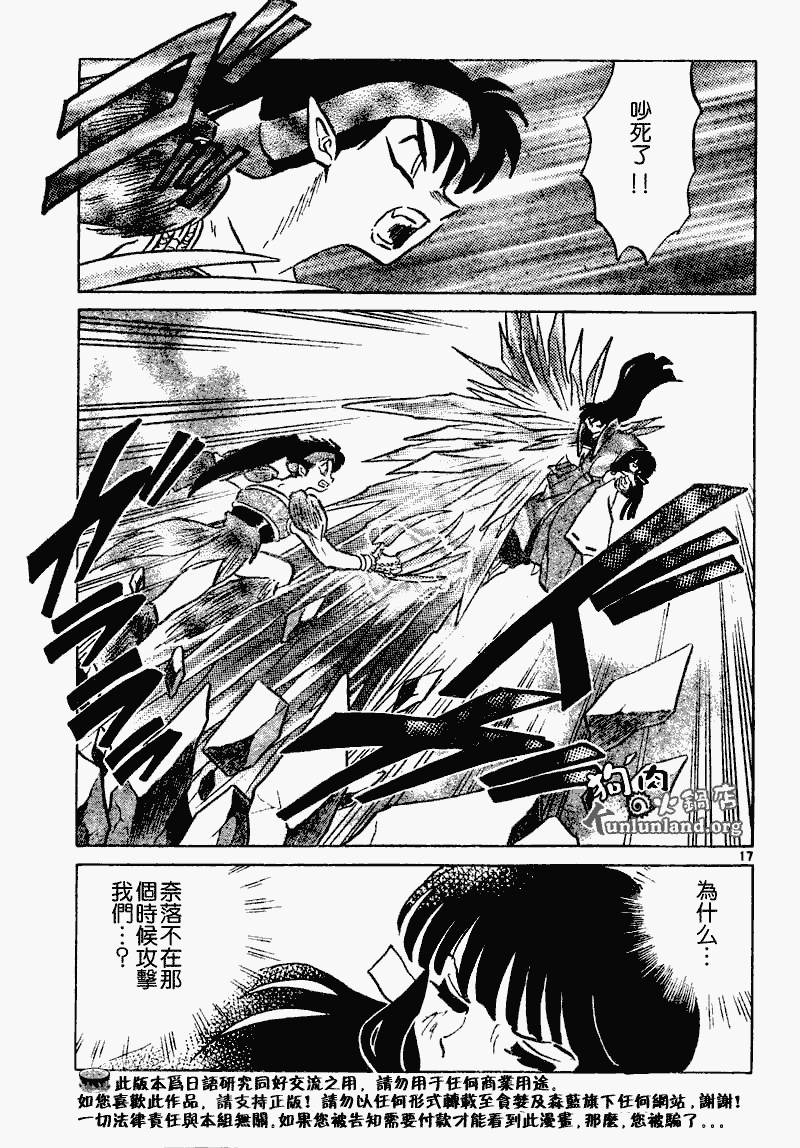 吵死了!!
狗肉
火鍋店
Kunlunland.org
17
為什么…
奈落不在那
個時候攻擊
我們…?
此版本爲日語研究同好交流之用，請勿用于任何商業用途。
如您喜歡此作品，請支持正版！請勿以任何形式轉載至貪婪及森藍旗下任何網站，謝謝！
一切法律責任與本組無關。如果您被告知需要付款才能看到此漫畫，那麽，您被騙了。。。